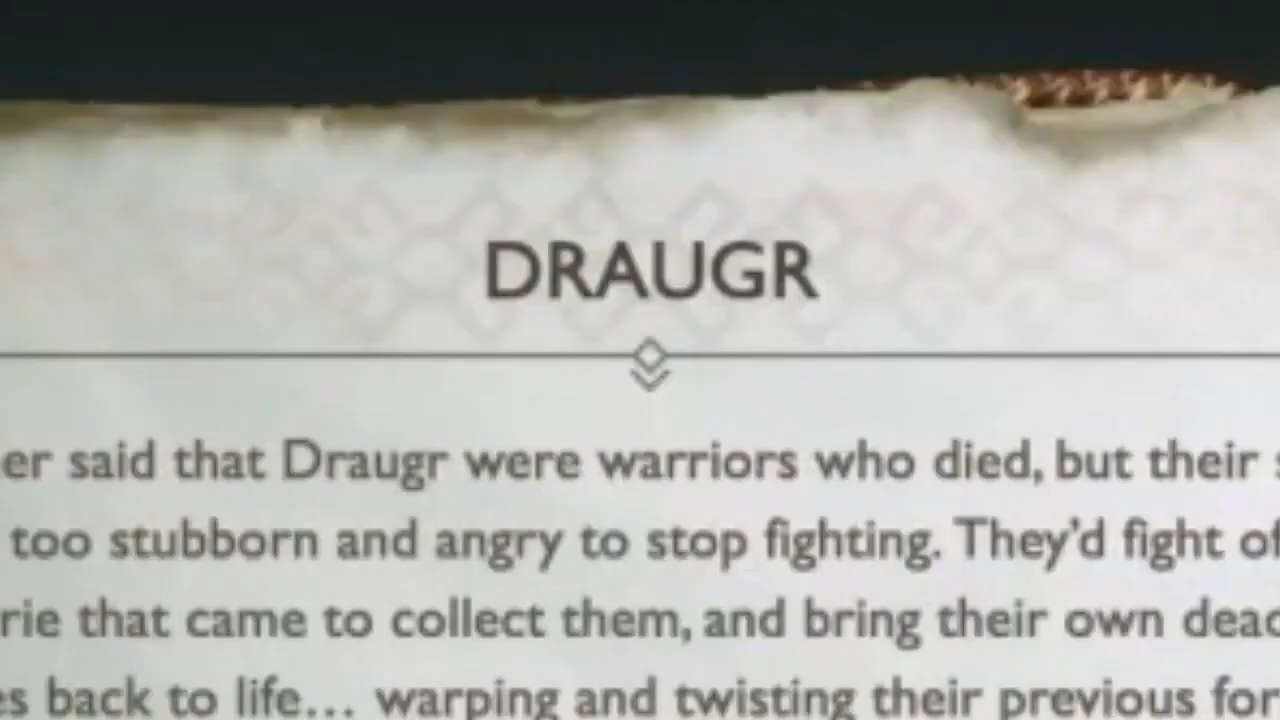 DRAUGR
er said that Draugr were warriors who died, but their
too stubborn and angry to stop fighting. They'd fight of
rie that came to collect them, and bring their own dead
es back to life... warping and twisting their previous for